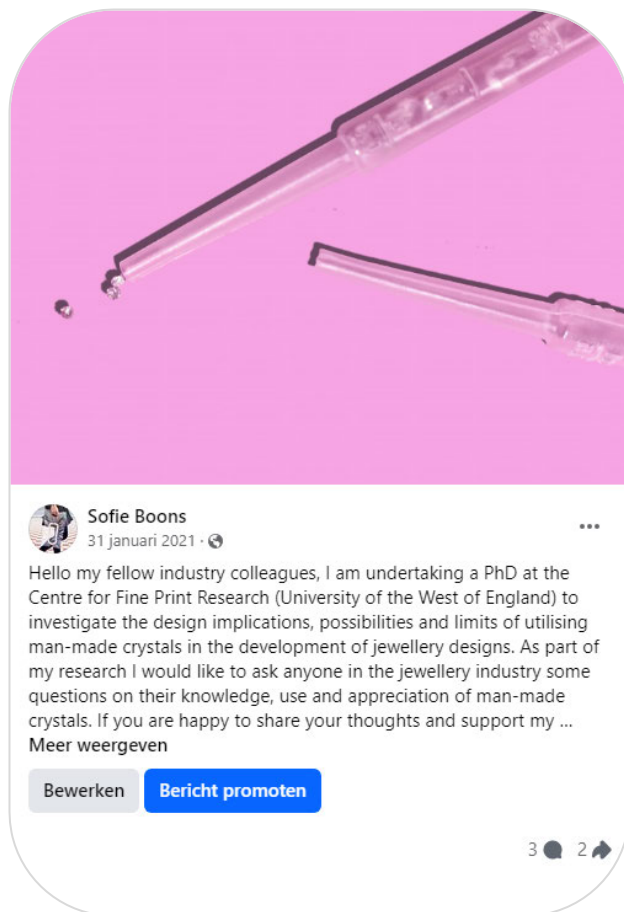 Sofie Boons
31 januari 2021 ·
Hello my fellow industry colleagues, I am undertaking a PhD at the
Centre for Fine Print Research (University of the West of England) to
investigate the design implications, possibilities and limits of utilising
man-made crystals in the development of jewellery designs. As part of
my research I would like to ask anyone in the jewellery industry some
questions on their knowledge, use and appreciation of man-made
crystals. If you are happy to share your thoughts and support my ...
Meer weergeven
Bewerken Bericht promoten
3 2